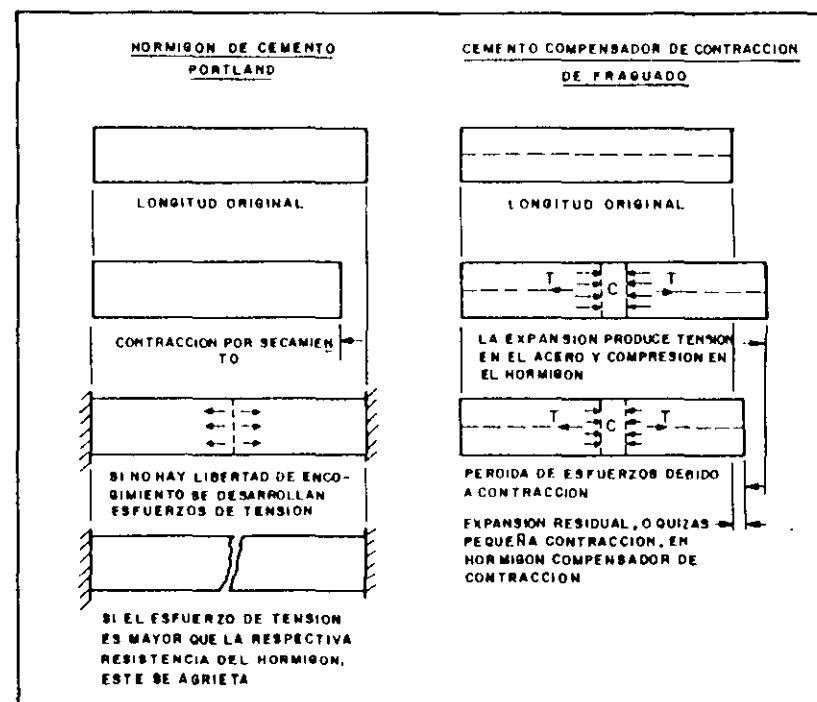 HORMIGON DE CEMENTO
PORTLAND
LONGITUD ORIGINAL
CONTRACCION POR SECAMIEN
TO
SI NO HAY LIBERTAD DE ENCO-
GIMIENTO SE DESARROLLAN
ESFUERZOS DE TENSION
SI EL ESFUERZO DE TENSION
ES MAYOR QUE LA RESPECTIVA
RESISTENCIA DEL HORMIGON,
ESTE SE AGRIETA
CEMENTO COMPENSADOR DE CONTRACCION
DE FRAGUADO
LONGITUD ORIGINAL
T C T
LA EXPANSION PRODUCE TENSION
EN EL ACERO Y COMPRESION EN
EL HORMIGON
T C T
PERDIDA DE ESFUERZOS DEBIDO
A CONTRACCION
EXPANSION RESIDUAL, O QUIZAS
PEQUEÑA CONTRACCION, EN
HORMIGON COMPENSADOR DE
CONTRACCION